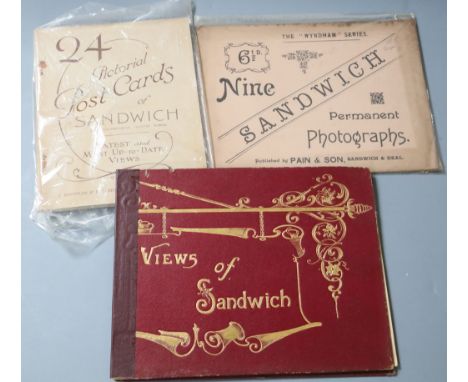 24
Pictorial
Post Cards
of
SANDWICH
LATEST and
MOST UP-TO-DATE
VIEWS
THE "WYNDHAM" SERIES.
6D.
Nine
SANDWICH
Permanent
Photographs.
Published by PAIN & SON, SANDWICH & DEAL.
VIEWS
of
Sandwich